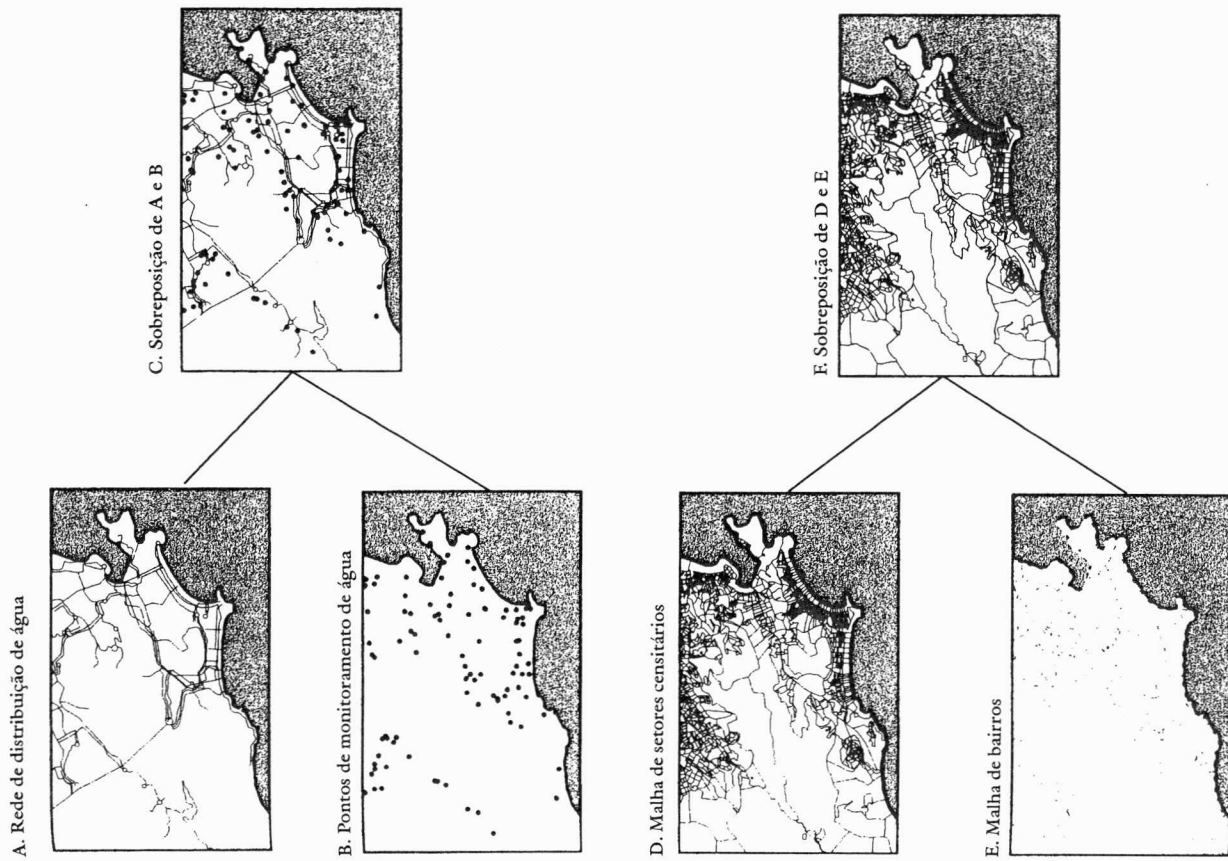 A. Rede de distribuição de água
B. Pontos de monitoramento de água
C. Sobreposição de A e B
D. Malha de setores censitários
E. Malha de bairros
F. Sobreposição de D e E